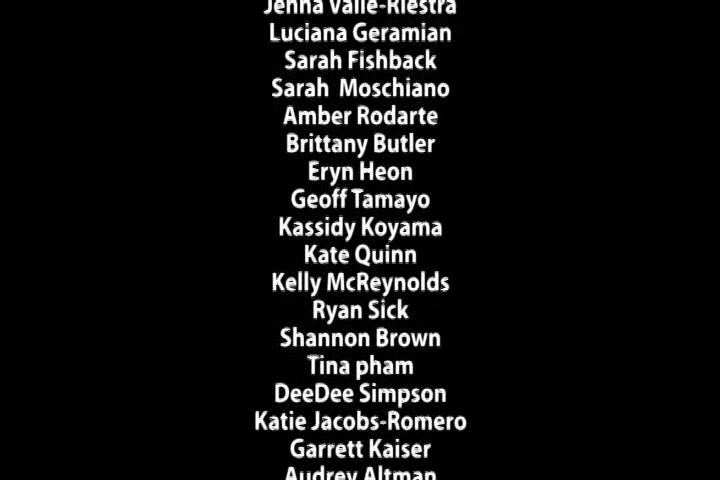 Jenna Valle-Riestra
Luciana Geramian
Sarah Fishback
Sarah  Moschiano
Amber Rodarte
Brittany Butler
Eryn Heon
Geoff Tamayo
Kassidy Koyama
Kate Quinn
Kelly McReynolds
Ryan Sick
Shannon Brown
Tina pham
DeeDee Simpson
Katie Jacobs-Romero
Garrett Kaiser
Audrey Altman